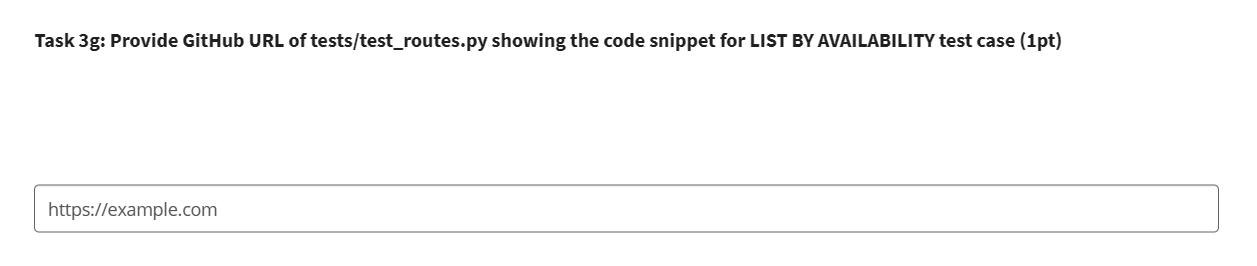 Task 3g: Provide GitHub URL of tests/test_routes.py showing the code snippet for LIST BY AVAILABILITY test case (1pt)
https://example.com